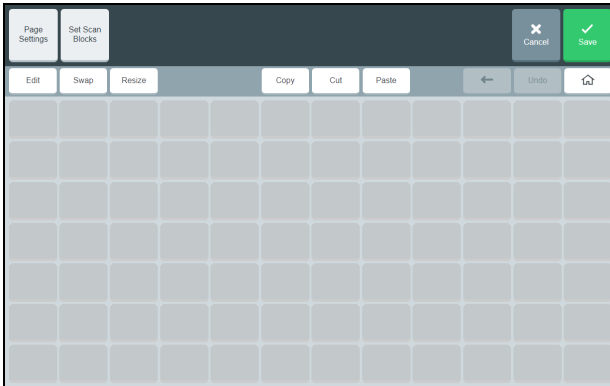 Page
Settings
Set Scan
Blocks
Cancel
Save
Edit
Swap
Resize
Copy
Cut
Paste
Undo